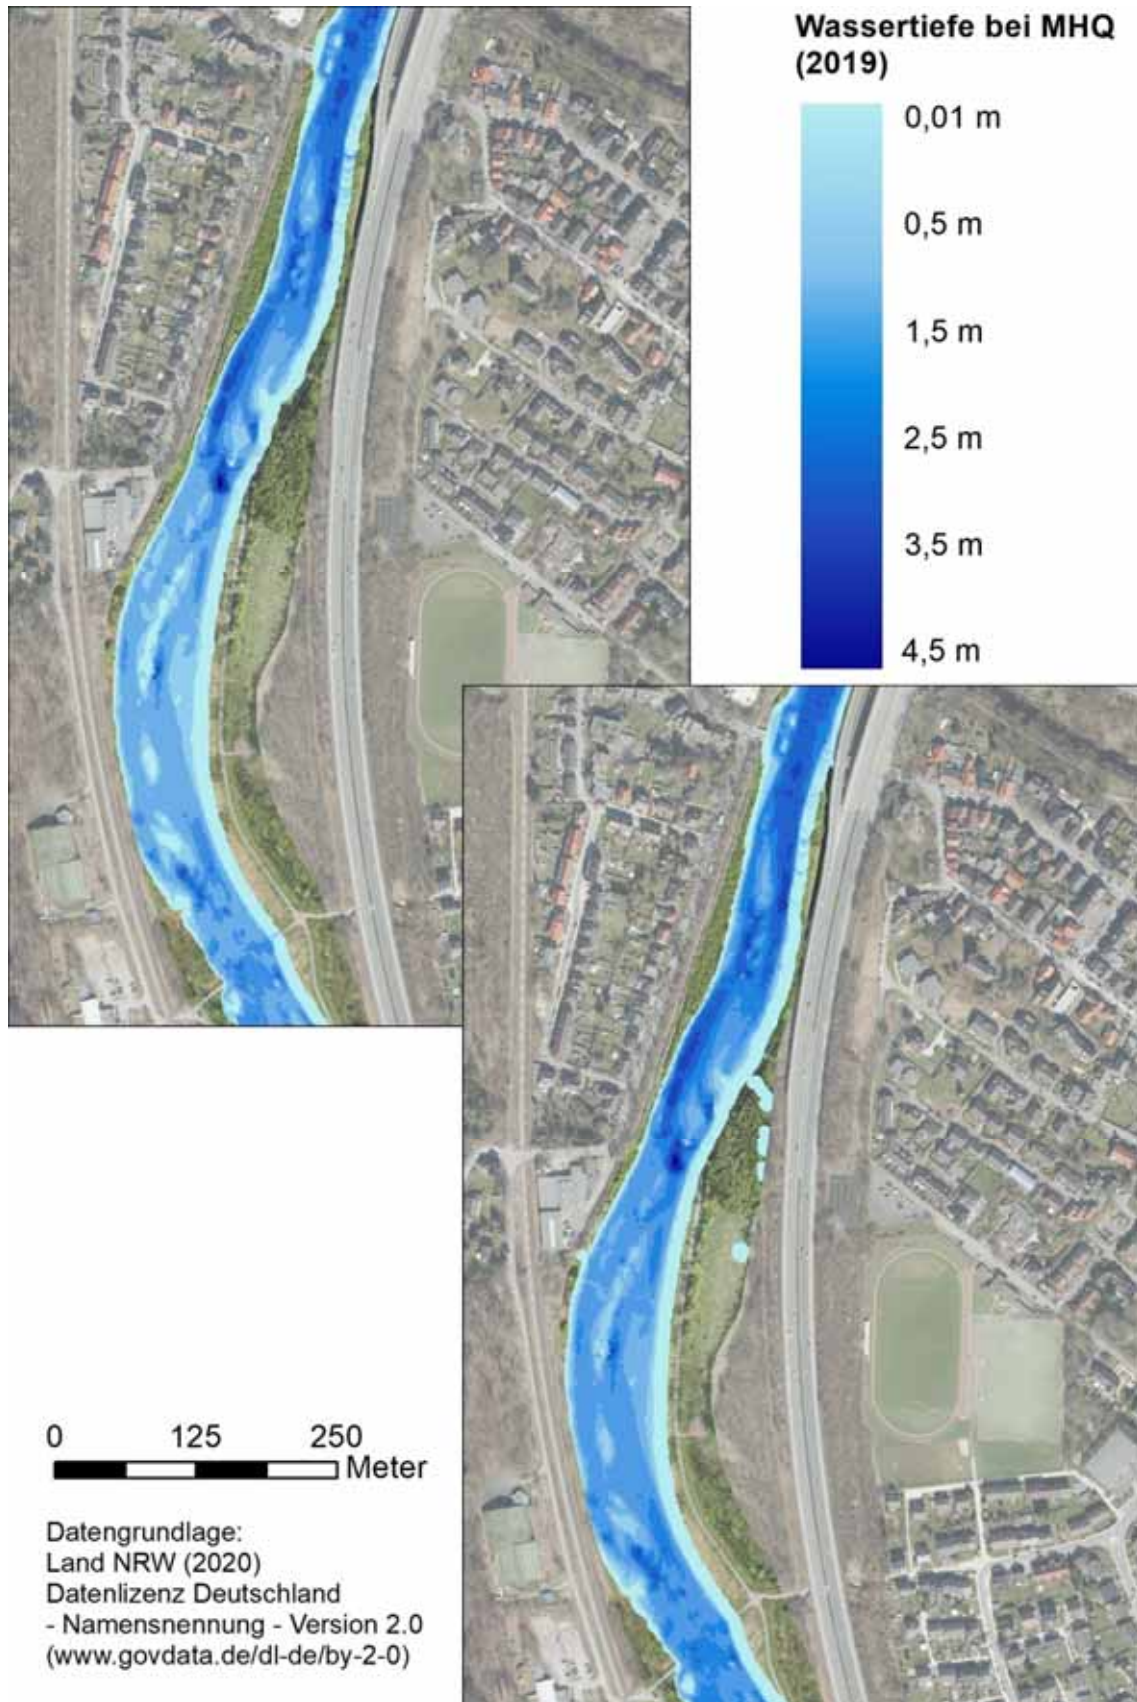 Wassertiefe bei MHQ
(2019)
0,01 m
0,5 m
1,5 m
2,5 m
3,5 m
4,5 m
0 125 250
Meter
Datengrundlage:
Land NRW (2020)
Datenlizenz Deutschland
- Namensnennung - Version 2.0
(www.govdata.de/dl-de/by-2-0)